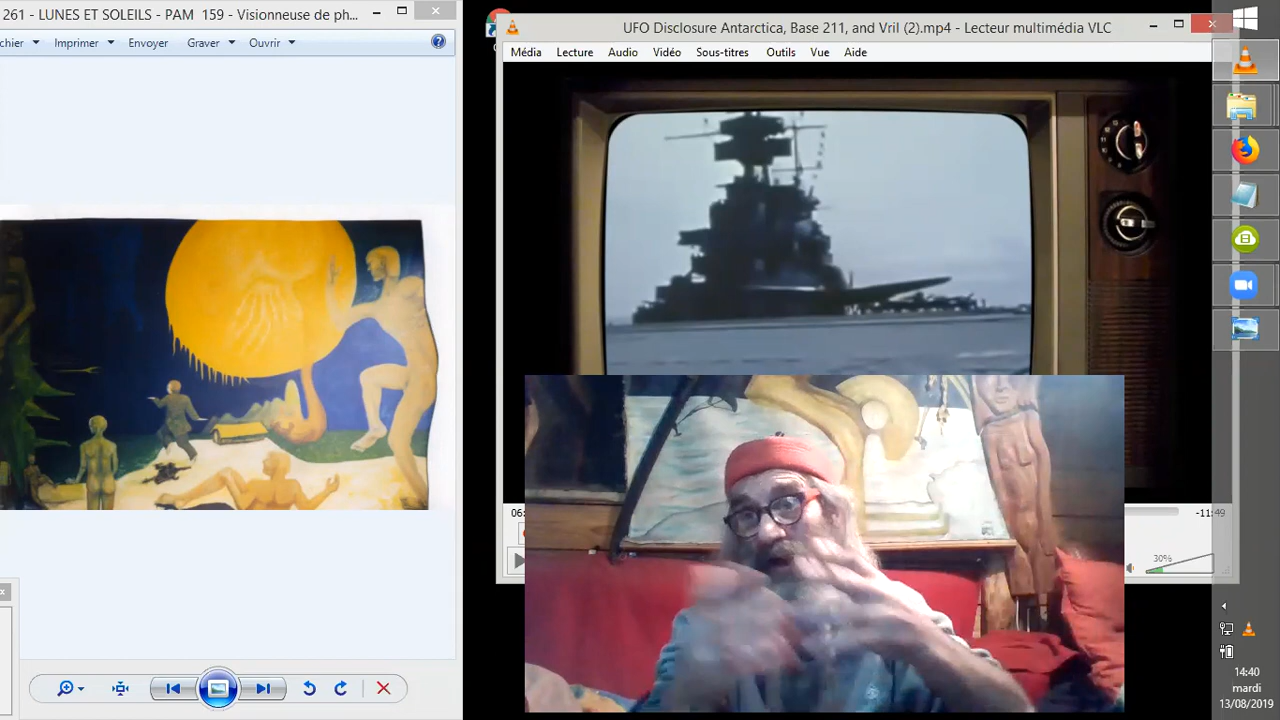 261 - LUNES ET SOLEILS - PAM 159 - Visionneuse de ph...
chier Imprimer Envoyer Graver Ouvrir
UFO Disclosure Antarctica, Base 211, and Vril (2).mp4 - Lecteur multimédia VLC
Média Lecture Audio Vidéo Sous-titres Outils Vue Aide
06:
-11:49
30%
14:40
mardi
13/08/2019